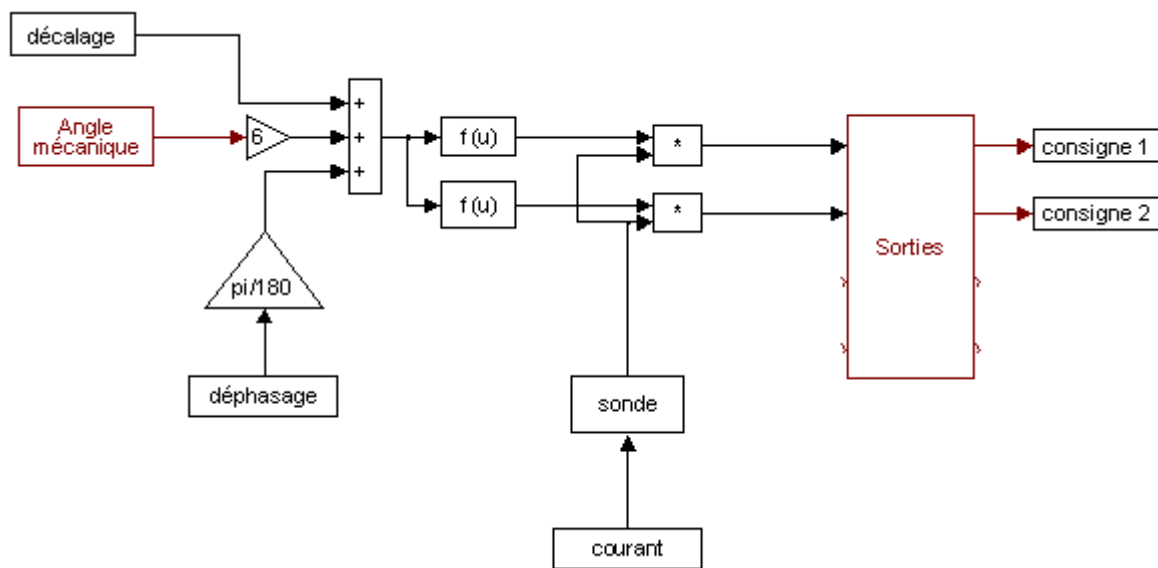 décalage
Angle
mécanique
6
+
+
+
f(u)
*
consigne 1
f(u)
*
consigne 2
Sorties
pi/180
déphasage
sonde
courant